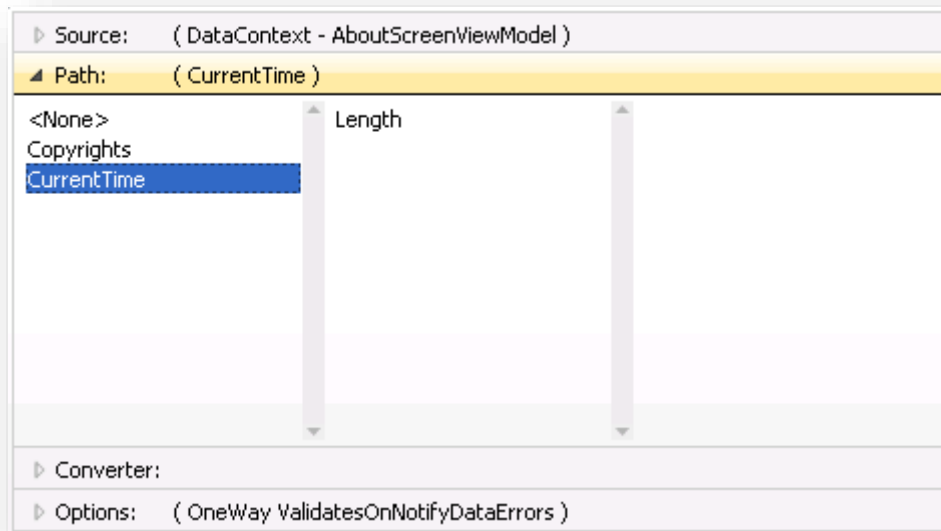 Source: ( DataContext - AboutScreenViewModel )
Path: ( CurrentTime )
<None> Length
Copyrights
CurrentTime
Converter:
Options: ( OneWay ValidatesOnNotifyDataErrors )